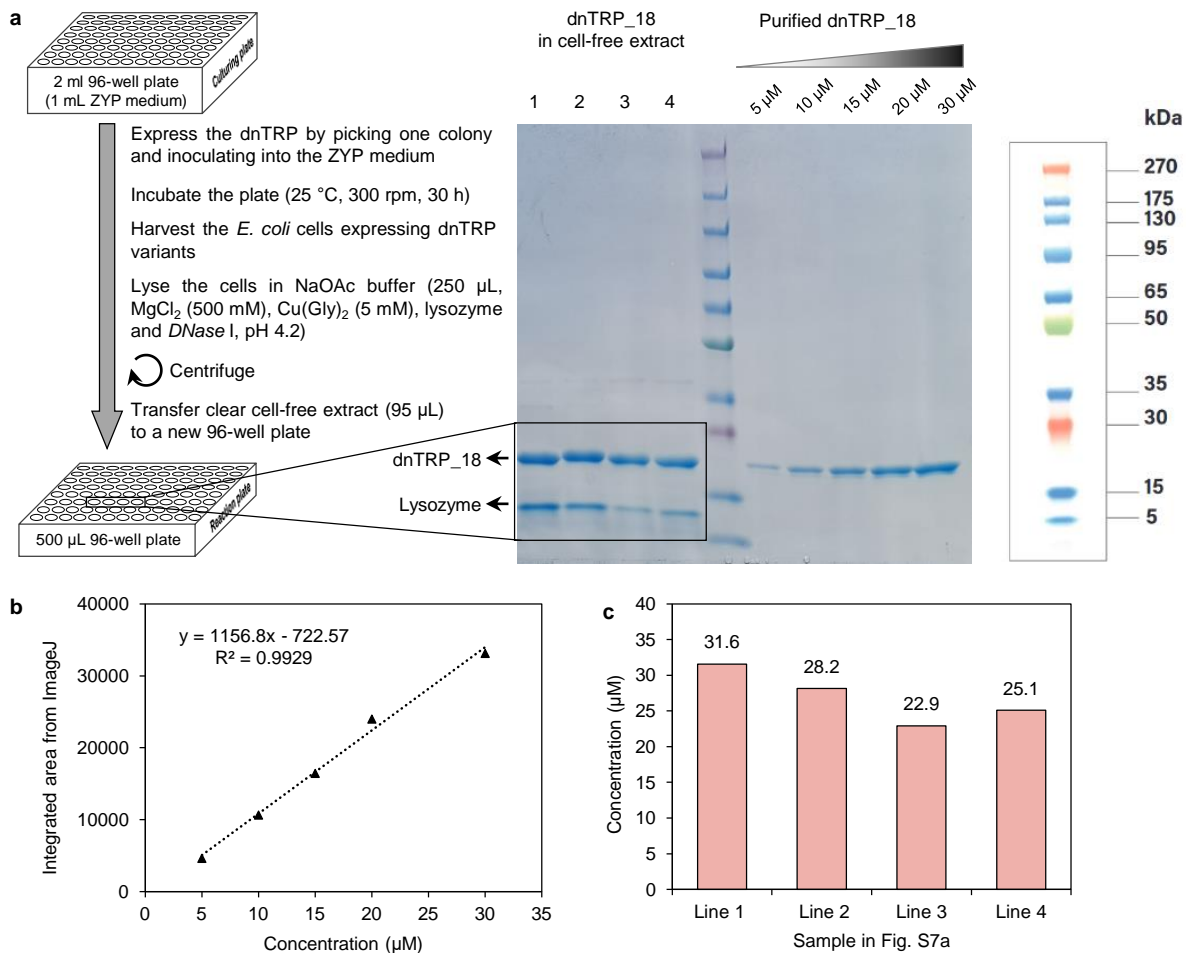 a
2 ml 96-well plate
(1 mL ZYP medium)
Culturing plate
Express the dnTRP by picking one colony
and inoculating into the ZYP medium
Incubate the plate (25 °C, 300 rpm, 30 h)
Harvest the E. coli cells expressing dnTRP
variants
Lyse the cells in NaOAc buffer (250 µL,
MgCl₂ (500 mM), Cu(Gly)₂ (5 mM), lysozyme
and DNase I, pH 4.2)
Centrifuge
Transfer clear cell-free extract (95 µL)
to a new 96-well plate
500 µL 96-well plate
Reaction plate
dnTRP_18
in cell-free extract
1 2 3 4
Purified dnTRP_18
5 µM 10 µM 15 µM 20 µM 30 µM
dnTRP_18
Lysozyme
kDa
270
175
130
95
65
50
35
30
15
5
b
y = 1156.8x - 722.57
R² = 0.9929
Integrated area from ImageJ
40000
30000
20000
10000
0
0 5 10 15 20 25 30 35
Concentration (µM)
c
Concentration (µM)
40
35
30
25
20
15
10
5
0
31.6
28.2
22.9
25.1
Line 1 Line 2 Line 3 Line 4
Sample in Fig. S7a